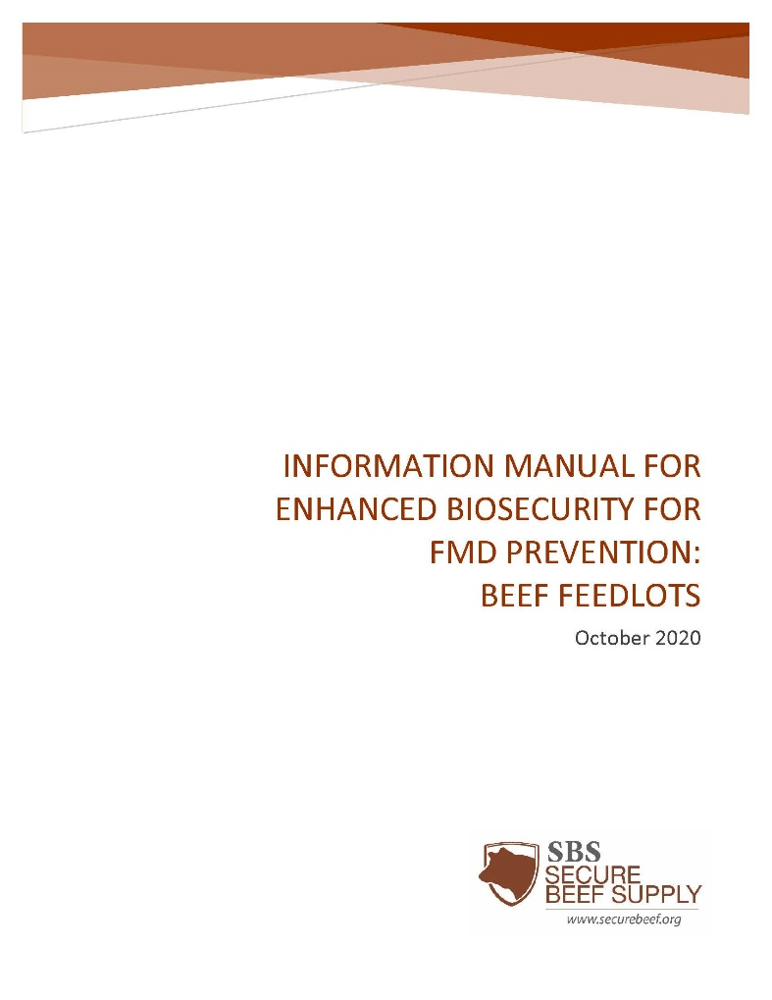 INFORMATION MANUAL FOR
ENHANCED BIOSECURITY FOR
FMD PREVENTION:
BEEF FEEDLOTS
October 2020
SBS
SECURE
BEEF SUPPLY
www.securebeef.org